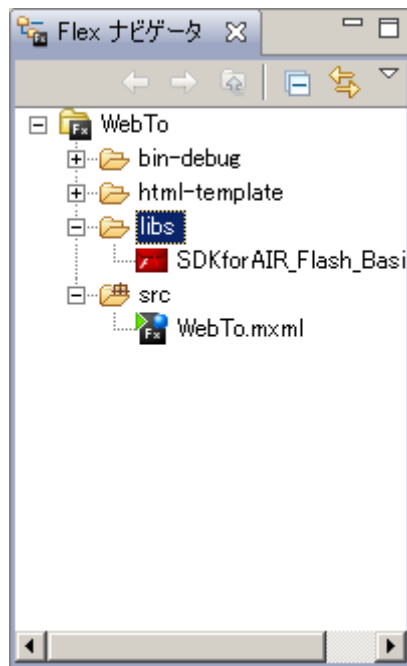 Flex ナビゲータ
WebTo
bin-debug
html-template
libs
SDKforAIR_Flash_Basi
src
WebTo.mxml